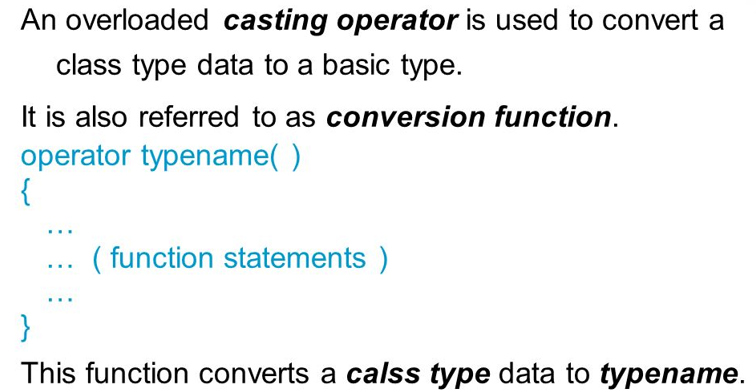 An overloaded casting operator is used to convert a
class type data to a basic type.
It is also referred to as conversion function.
operator typename( )
{
...
... ( function statements )
...
}
This function converts a calss type data to typename.